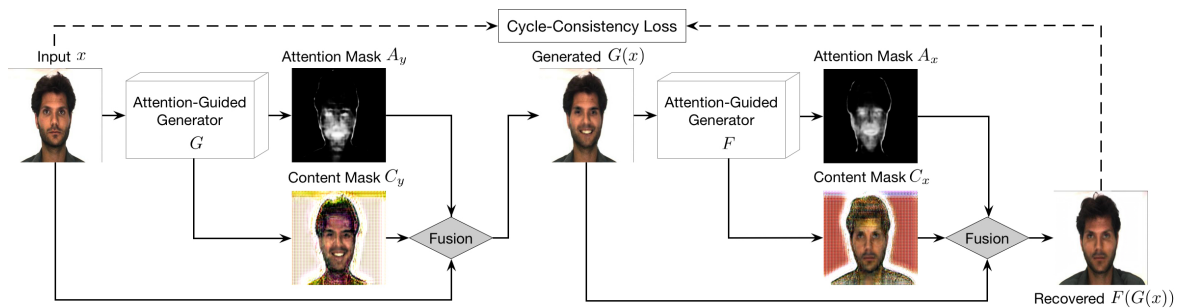 Cycle-Consistency Loss
Input x
Attention Mask A_y
Generated G(x)
Attention Mask A_x
Attention-Guided
Generator
G
Attention-Guided
Generator
F
Content Mask C_y
Content Mask C_x
Fusion
Fusion
Recovered F(G(x))